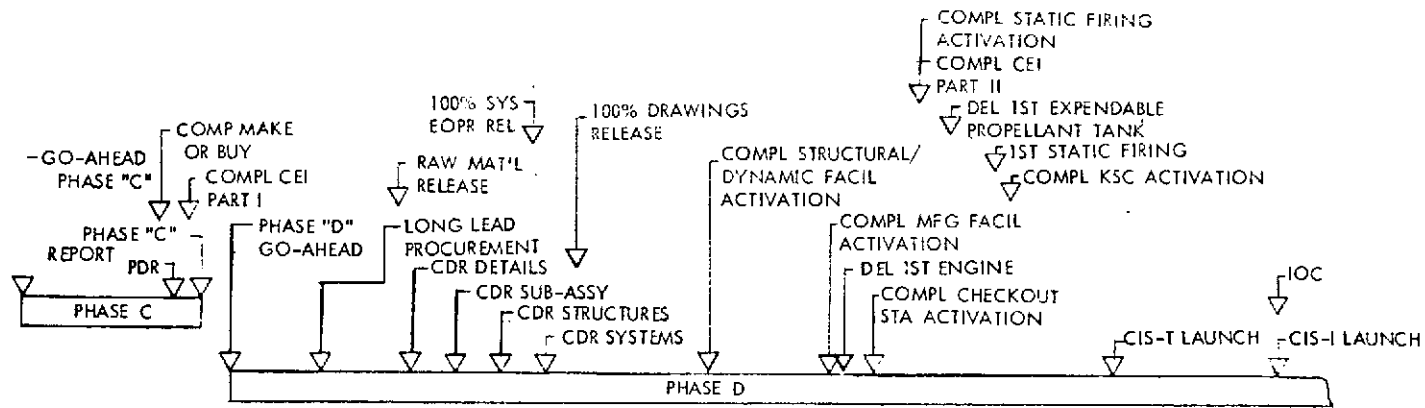 COMPL STATIC FIRING
ACTIVATION
COMPL CEI
PART II
100% SYS
EOPR REL
100% DRAWINGS
RELEASE
DEL 1ST EXPENDABLE
PROPELLANT TANK
COMP MAKE
OR BUY
-GO-AHEAD
PHASE "C"
RAW MAT'L
RELEASE
COMPL STRUCTURAL/
DYNAMIC FACIL
ACTIVATION
1ST STATIC FIRING
COMPL KSC ACTIVATION
COMPL CEI
PART I
PHASE "C"
REPORT
PDR
PHASE "D"
GO-AHEAD
LONG LEAD
PROCUREMENT
CDR DETAILS
CDR SUB-ASSY
CDR STRUCTURES
CDR SYSTEMS
COMPL MFG FACIL
ACTIVATION
DEL 1ST ENGINE
COMPL CHECKOUT
STA ACTIVATION
IOC
CIS-T LAUNCH
CIS-I LAUNCH
PHASE C
PHASE D